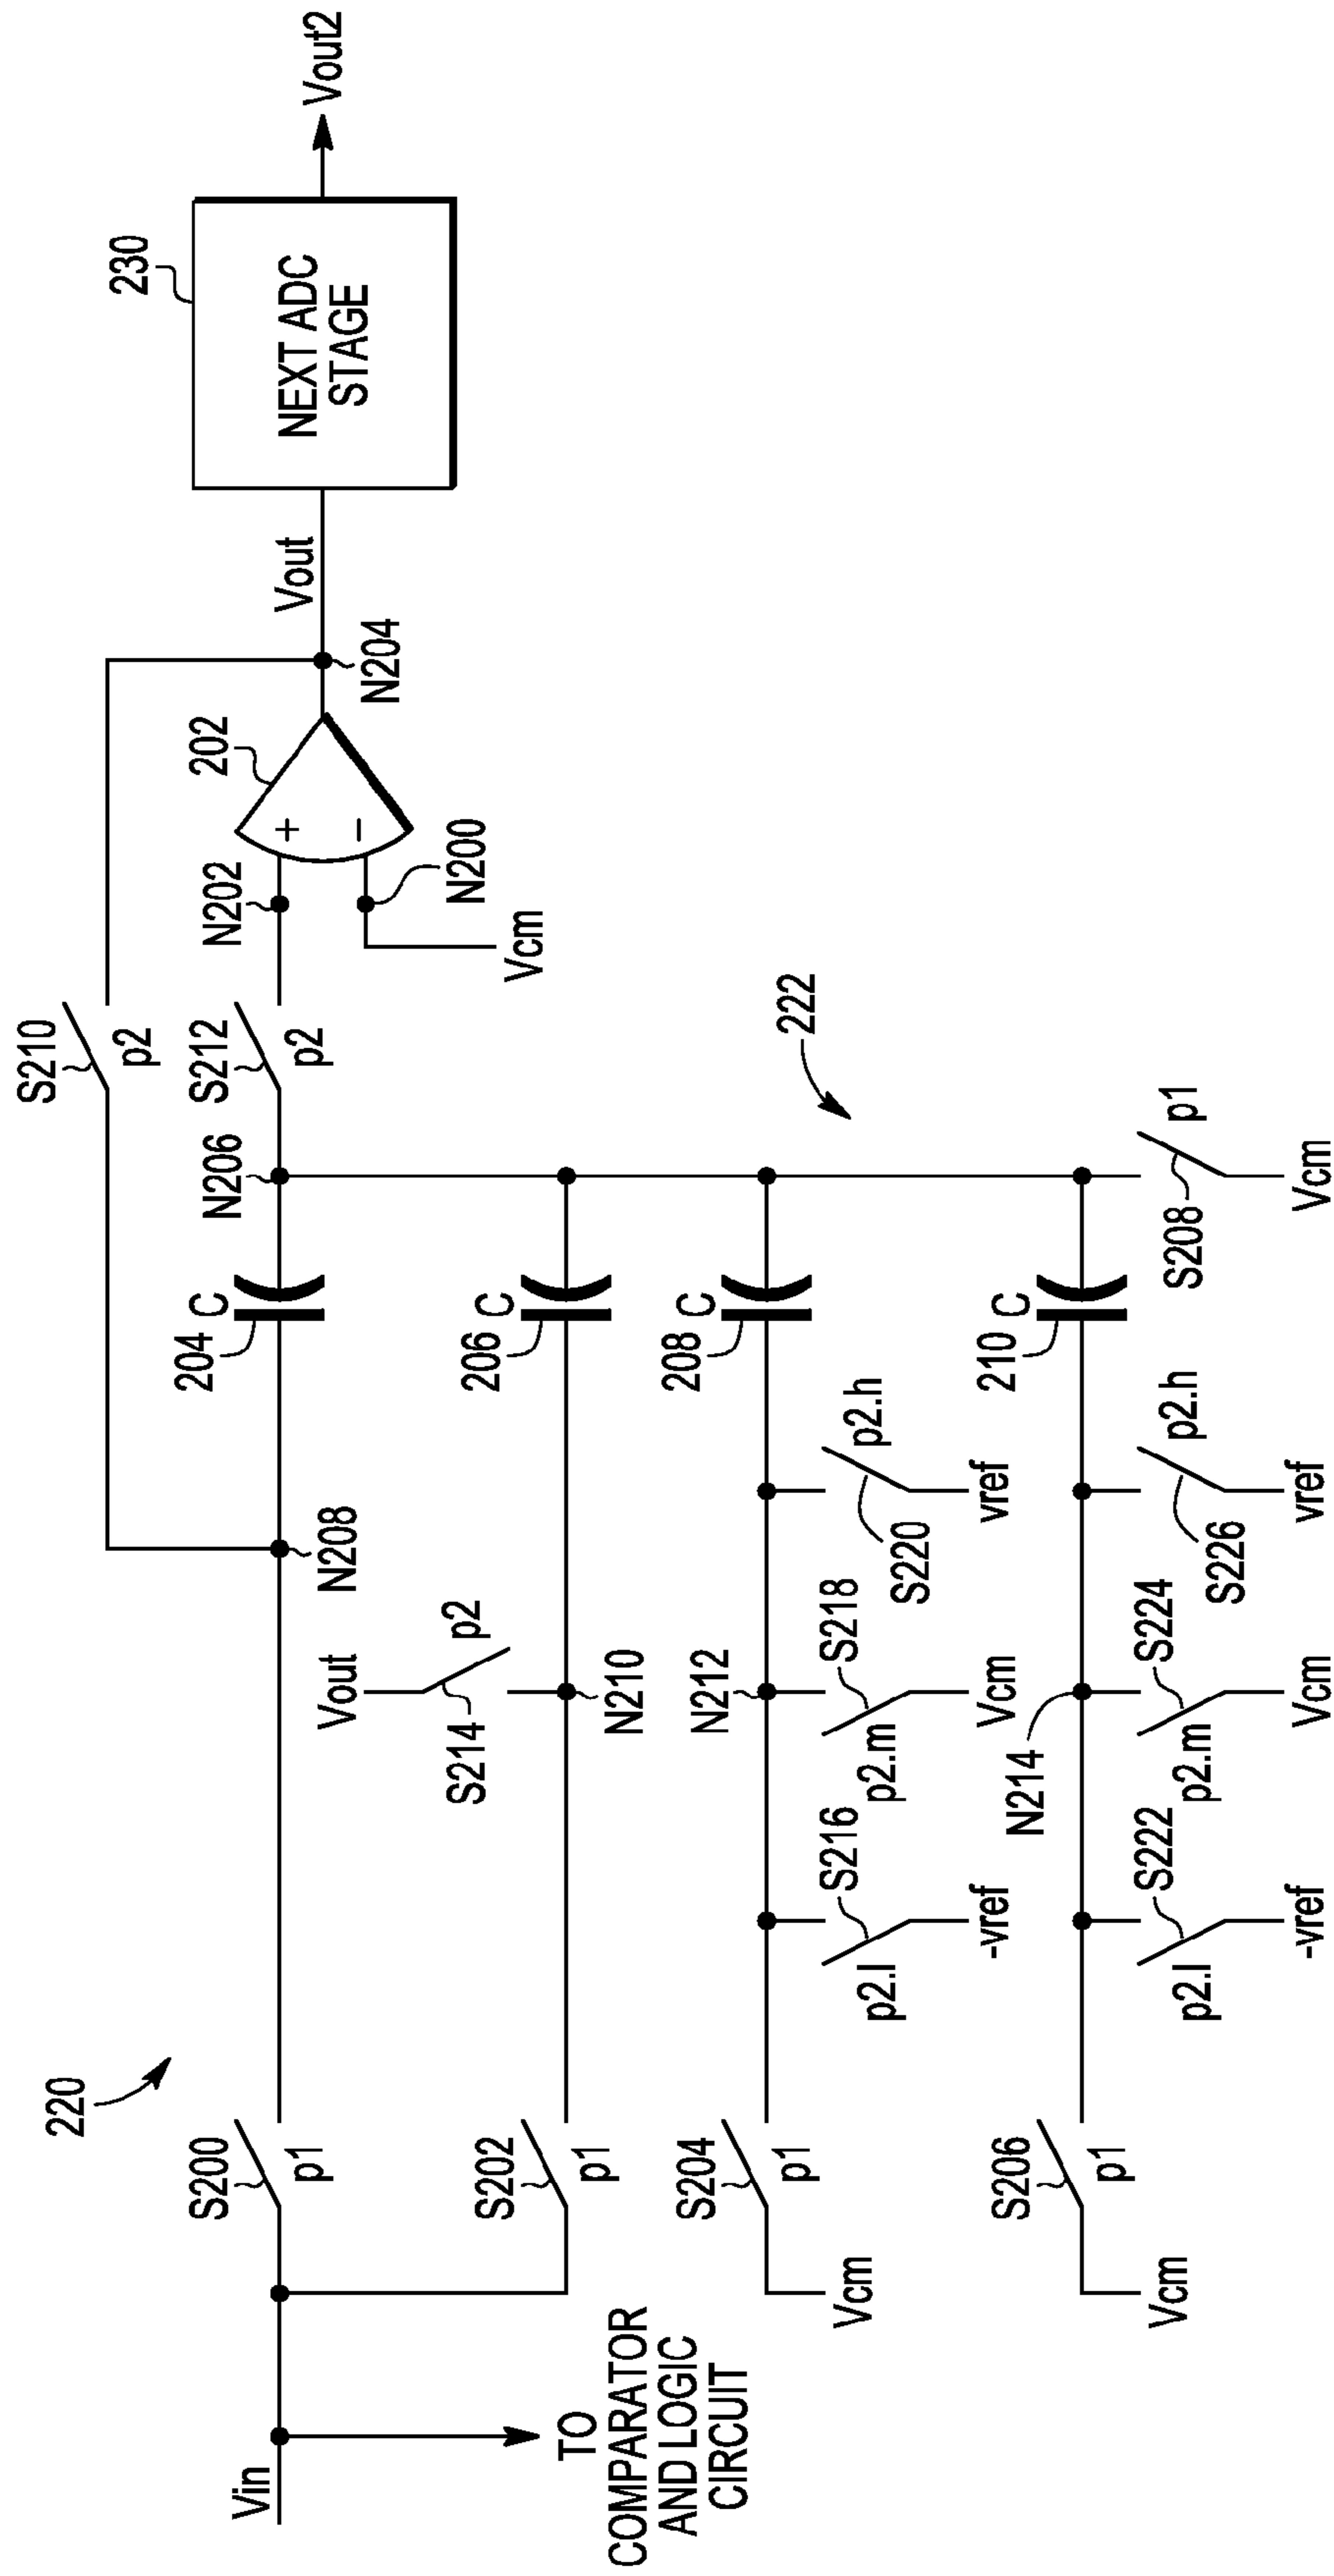 220
Vin
TO
COMPARATOR
AND LOGIC
CIRCUIT
S200
p1
S202
p1
S204
p1
Vcm
S206
p1
Vcm
N208
204
C
N206
S210
p2
S212
p2
N202
202
+
−
N200
Vcm
N204
Vout
230
NEXT ADC
STAGE
Vout2
Vout
S214
p2
N210
206
C
222
N212
208
C
S216
p2.l
-vref
S218
p2.m
Vcm
S220
p2.h
vref
N214
210
C
S222
p2.l
-vref
S224
p2.m
Vcm
S226
p2.h
vref
S208
p1
Vcm